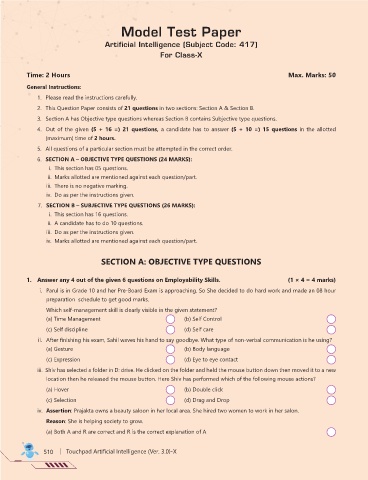 Model Test Paper
Artificial Intelligence (Subject Code: 417)
For Class-X
Time: 2 Hours Max. Marks: 50
General Instructions:
1. Please read the instructions carefully.
2. This Question Paper consists of 21 questions in two sections: Section A & Section B.
3. Section A has Objective type questions whereas Section B contains Subjective type questions.
4. Out of the given (5 + 16 =) 21 questions, a candidate has to answer (5 + 10 =) 15 questions in the allotted
(maximum) time of 2 hours.
5. All questions of a particular section must be attempted in the correct order.
6. SECTION A – OBJECTIVE TYPE QUESTIONS (24 MARKS):
i. This section has 05 questions.
ii. Marks allotted are mentioned against each question/part.
iii. There is no negative marking.
iv. Do as per the instructions given.
7. SECTION B – SUBJECTIVE TYPE QUESTIONS (26 MARKS):
i. This section has 16 questions.
ii. A candidate has to do 10 questions.
iii. Do as per the instructions given.
iv. Marks allotted are mentioned against each question/part.
SECTION A: OBJECTIVE TYPE QUESTIONS
1. Answer any 4 out of the given 6 questions on Employability Skills. (1 × 4 = 4 marks)
i. Parul is in Grade 10 and her Pre-Board Exam is approaching. So She decided to do hard work and made an 08 hour
preparation schedule to get good marks.
Which self-management skill is clearly visible in the given statement?
(a) Time Management (b) Self Control
(c) Self discipline (d) Self care
ii. After finishing his exam, Sahil waves his hand to say goodbye. What type of non-verbal communication is he using?
(a) Gesture (b) Body language
(c) Expression (d) Eye to eye contact
iii. Shiv has selected a folder in D: drive. He clicked on the folder and held the mouse button down then moved it to a new
location then he released the mouse button. Here Shiv has performed which of the following mouse actions?
(a) Hover (b) Double click
(c) Selection (d) Drag and Drop
iv. Assertion: Prajakta owns a beauty saloon in her local area. She hired two women to work in her salon.
Reason: She is helping society to grow.
(a) Both A and R are correct and R is the correct explanation of A
510 Touchpad Artificial Intelligence (Ver. 3.0)-X